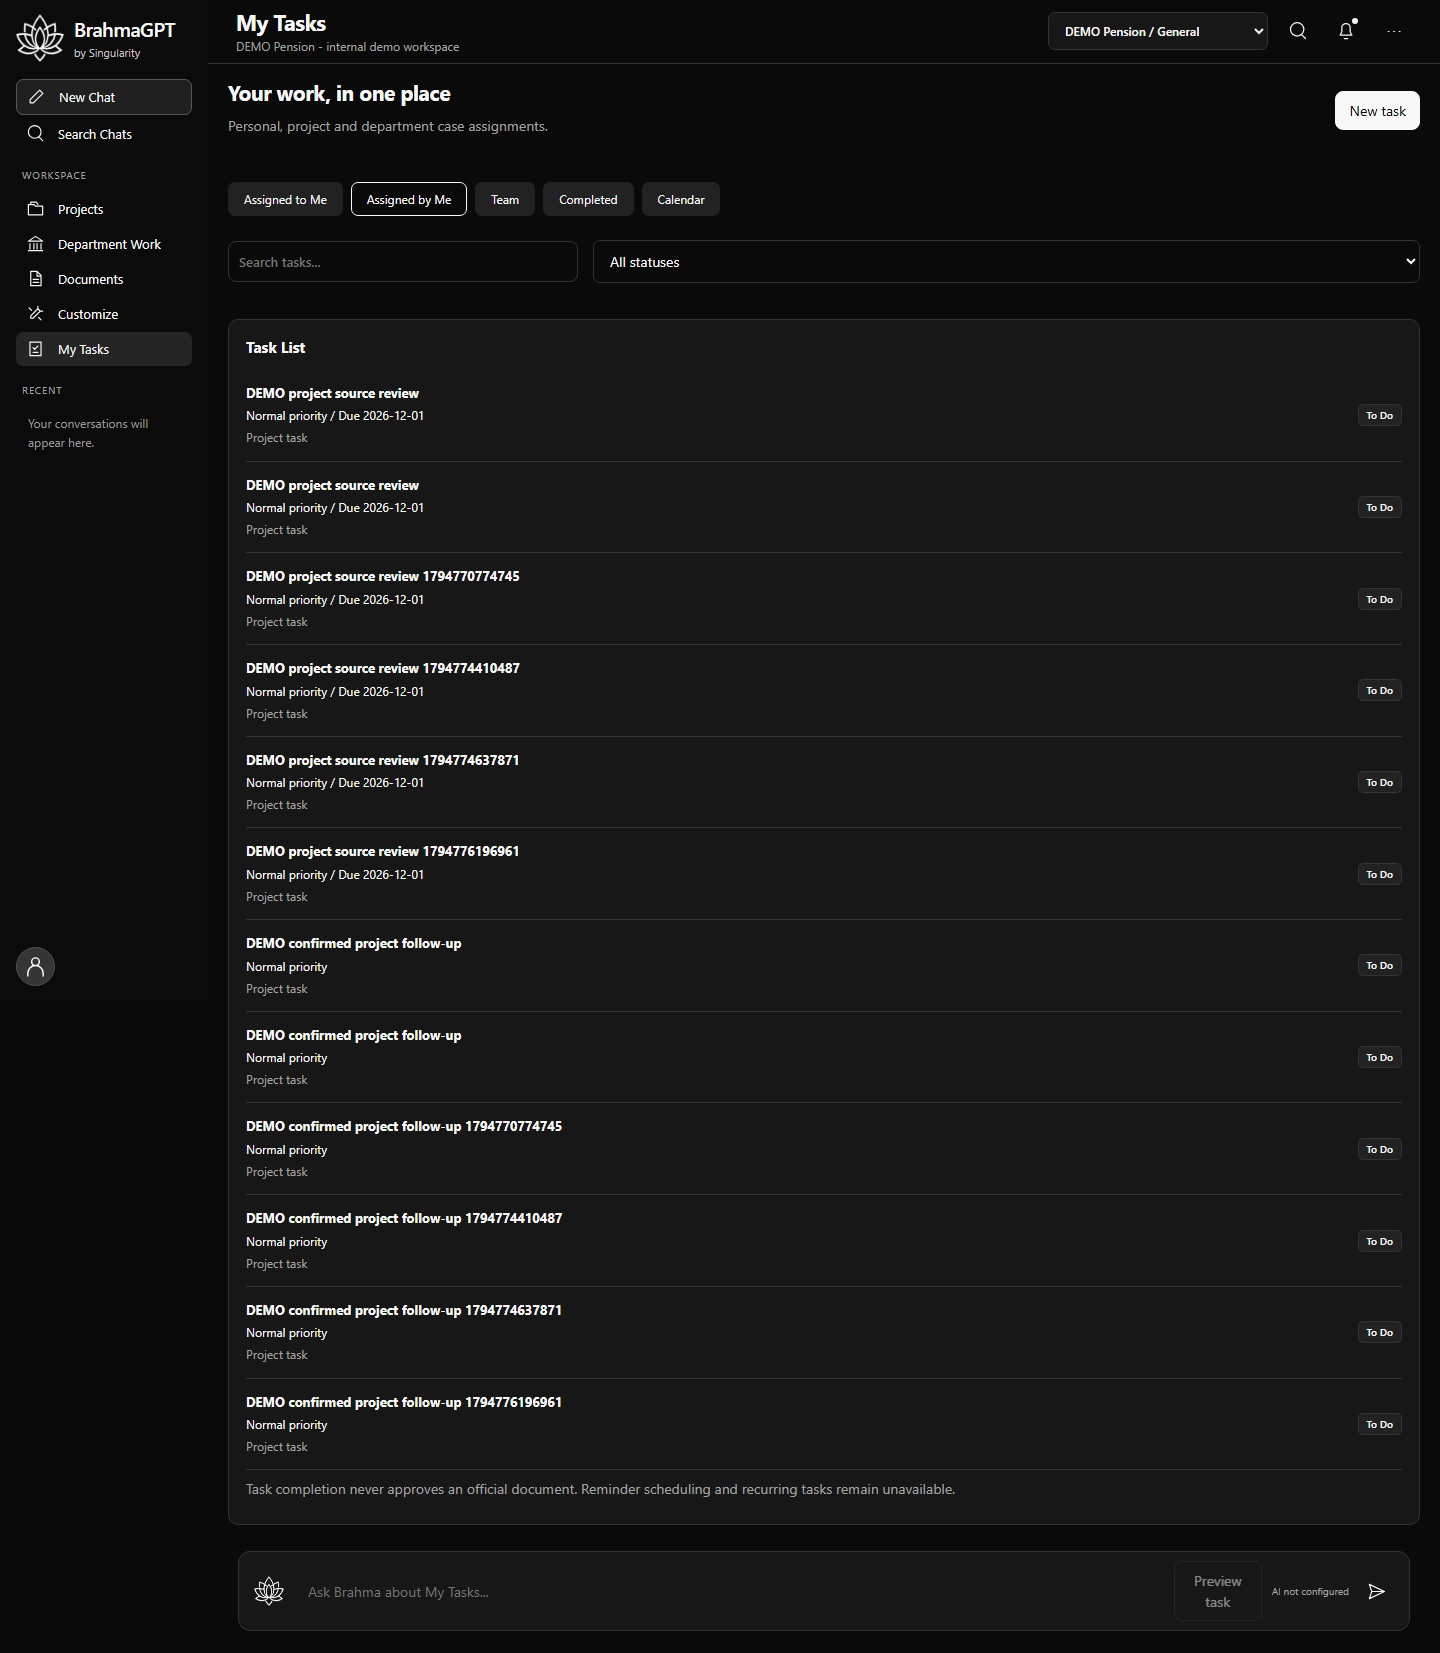 BrahmaGPT
by Singularity
New Chat
Search Chats
WORKSPACE
Projects
Department Work
Documents
Customize
My Tasks
RECENT
Your conversations will
appear here.
My Tasks
DEMO Pension - internal demo workspace
DEMO Pension / General
...
Your work, in one place
Personal, project and department case assignments.
New task
Assigned to Me
Assigned by Me
Team
Completed
Calendar
Search tasks...
All statuses
Task List
DEMO project source review
Normal priority / Due 2026-12-01
Project task
To Do
DEMO project source review
Normal priority / Due 2026-12-01
Project task
To Do
DEMO project source review 1794770774745
Normal priority / Due 2026-12-01
Project task
To Do
DEMO project source review 1794774410487
Normal priority / Due 2026-12-01
Project task
To Do
DEMO project source review 1794774637871
Normal priority / Due 2026-12-01
Project task
To Do
DEMO project source review 1794776196961
Normal priority / Due 2026-12-01
Project task
To Do
DEMO confirmed project follow-up
Normal priority
Project task
To Do
DEMO confirmed project follow-up
Normal priority
Project task
To Do
DEMO confirmed project follow-up 1794770774745
Normal priority
Project task
To Do
DEMO confirmed project follow-up 1794774410487
Normal priority
Project task
To Do
DEMO confirmed project follow-up 1794774637871
Normal priority
Project task
To Do
DEMO confirmed project follow-up 1794776196961
Normal priority
Project task
To Do
Task completion never approves an official document. Reminder scheduling and recurring tasks remain unavailable.
Ask Brahma about My Tasks...
Preview
task
AI not configured